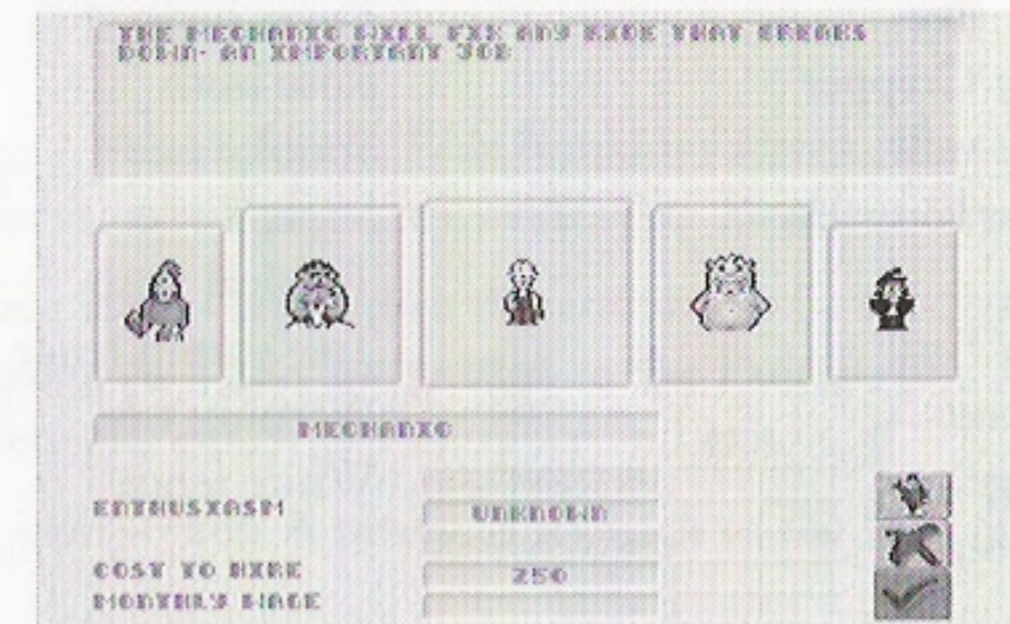 THE MECHANIC WILL FIX ANY RIDE THAT BREAKS
DOWN- AN IMPORTANT JOB
MECHANIC
ENTHUSIASM UNKNOWN
COST TO HIRE 250
MONTHLY WAGE